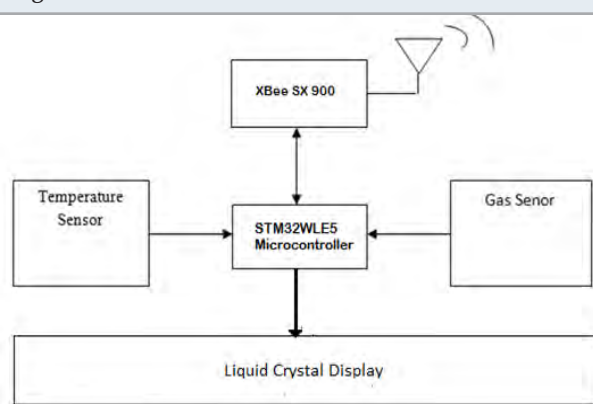 XBee SX 900
Temperature
Sensor
STM32WLE5
Microcontroller
Gas Senor
Liquid Crystal Display